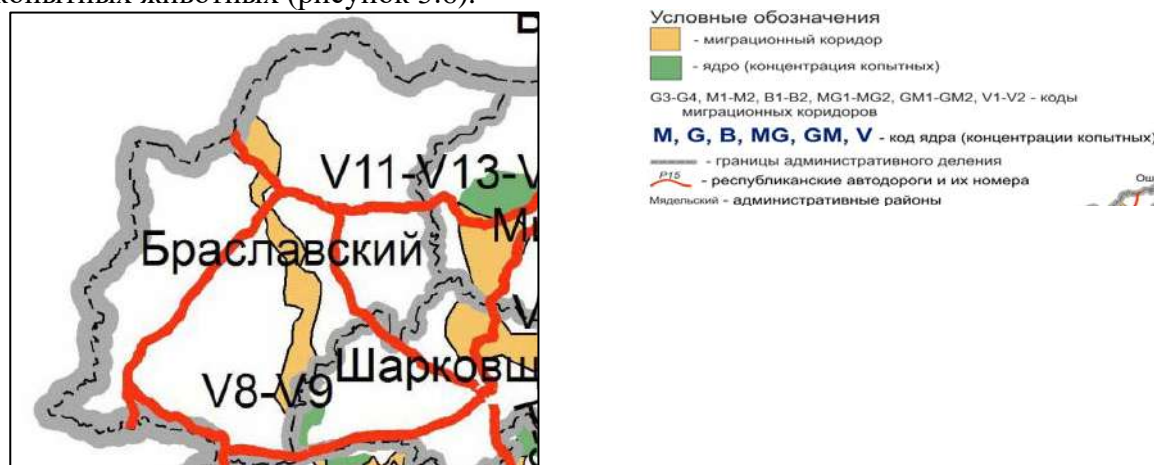 копытных животных (рисунок 3.6).
V11-V13-V
Браславский
Шарковщ
V8-V9
Условные обозначения
- миграционный коридор
- ядро (концентрация копытных)
G3-G4, M1-M2, B1-B2, MG1-MG2, GM1-GM2, V1-V2 - коды
миграционных коридоров
M, G, B, MG, GM, V - код ядра (концентрации копытных)
- границы административного деления
P15 - республиканские автодороги и их номера
Мядельский - административные районы